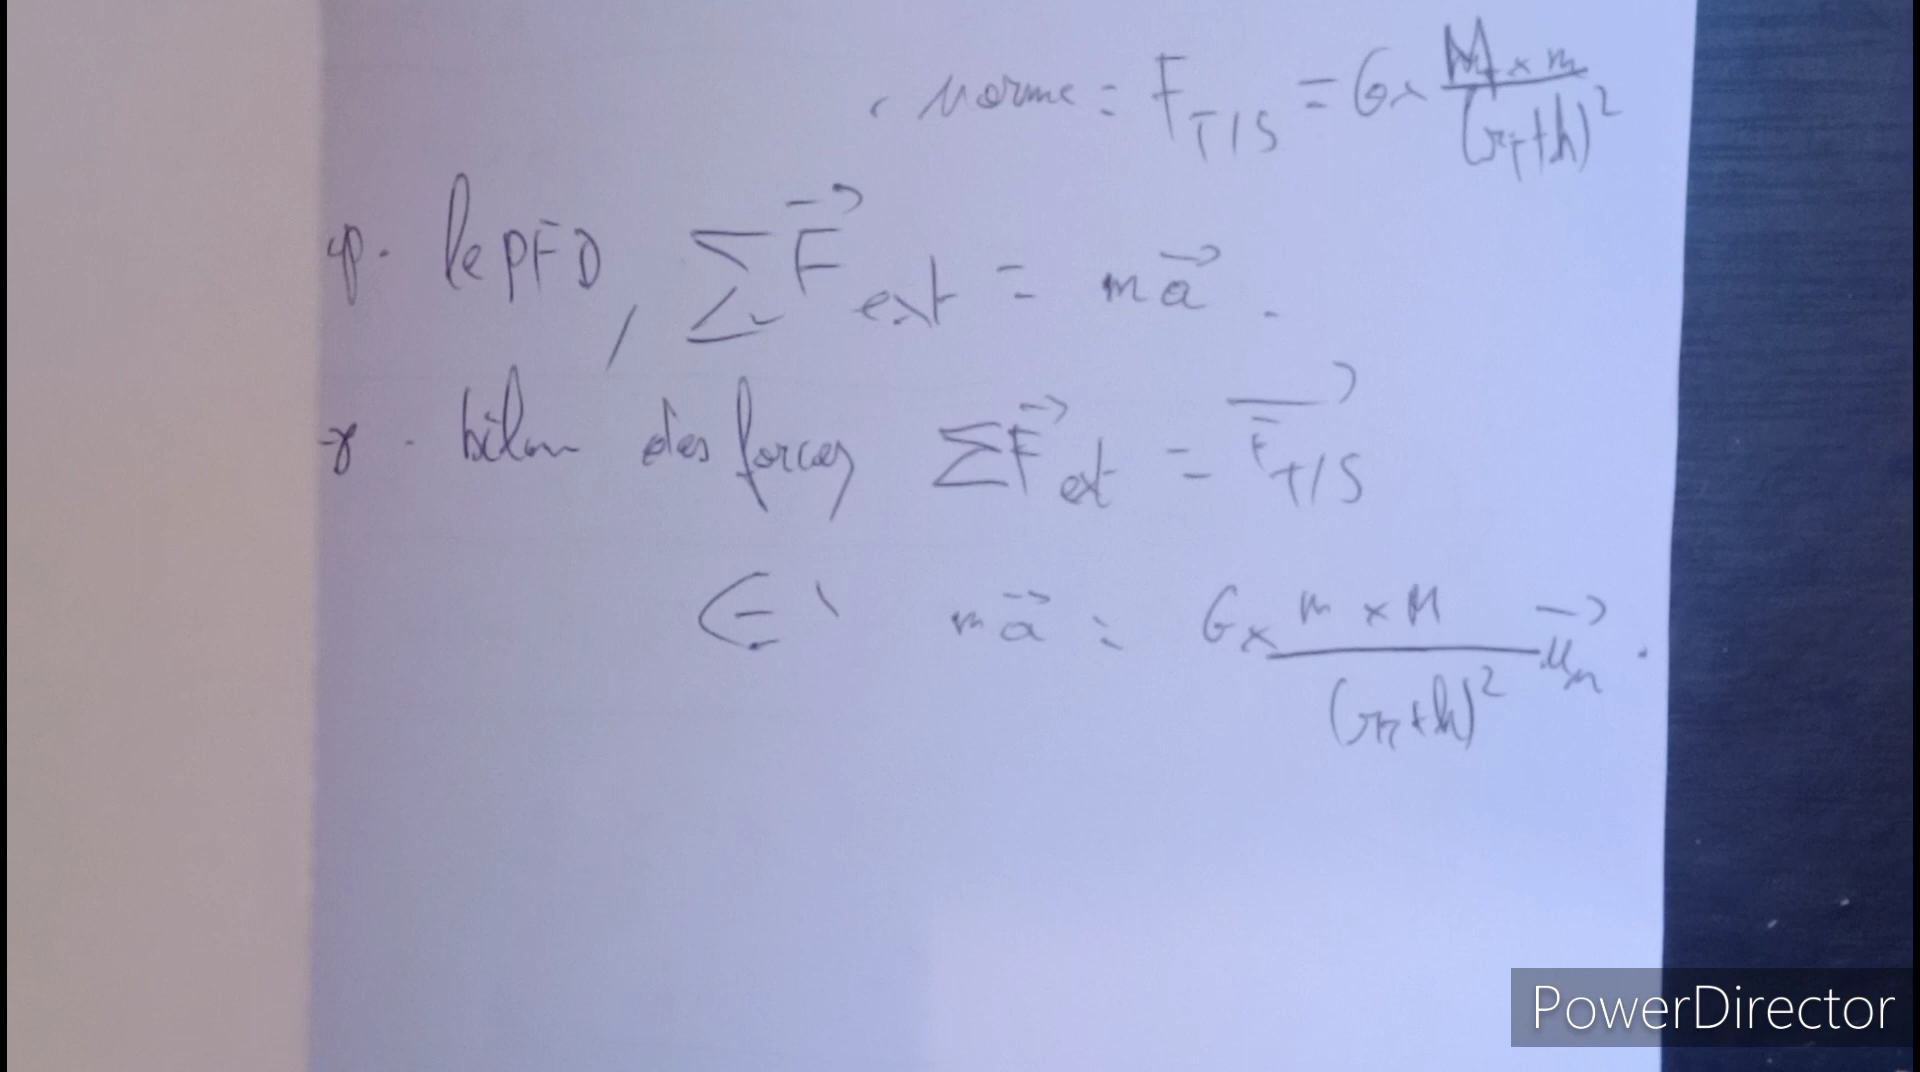 . Norme : F_T/S = G × M_T × m / (r_T + h)²
φ. le PFD, ΣF⃗_ext = m a⃗.
γ. bilan des forces ΣF⃗_ext = F⃗_T/S
m a⃗ = G × m × M / (r_T + h)² u⃗_n.
PowerDirector